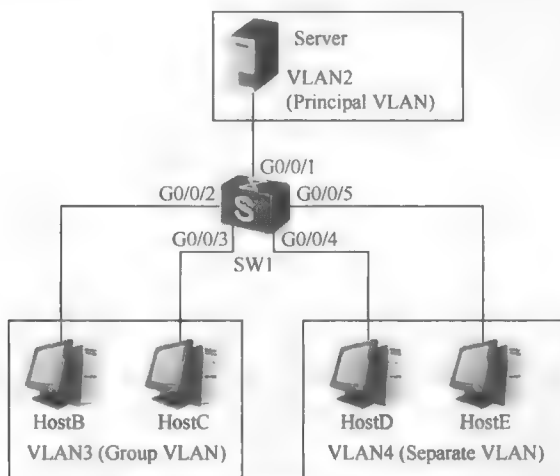 Server
VLAN2
(Principal VLAN)
G0/0/1
G0/0/2
G0/0/5
S
G0/0/3
G0/0/4
SW1
HostB
HostC
HostD
HostE
VLAN3 (Group VLAN)
VLAN4 (Separate VLAN)